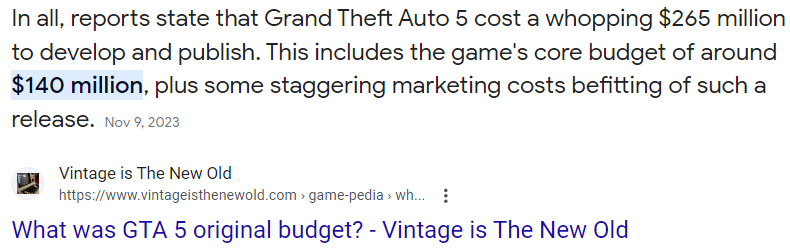 In all, reports state that Grand Theft Auto 5 cost a whopping $265 million
to develop and publish. This includes the game's core budget of around
$140 million, plus some staggering marketing costs befitting of such a
release. Nov 9, 2023
Vintage is The New Old
https://www.vintageisthenewold.com › game-pedia › wh...
What was GTA 5 original budget? - Vintage is The New Old